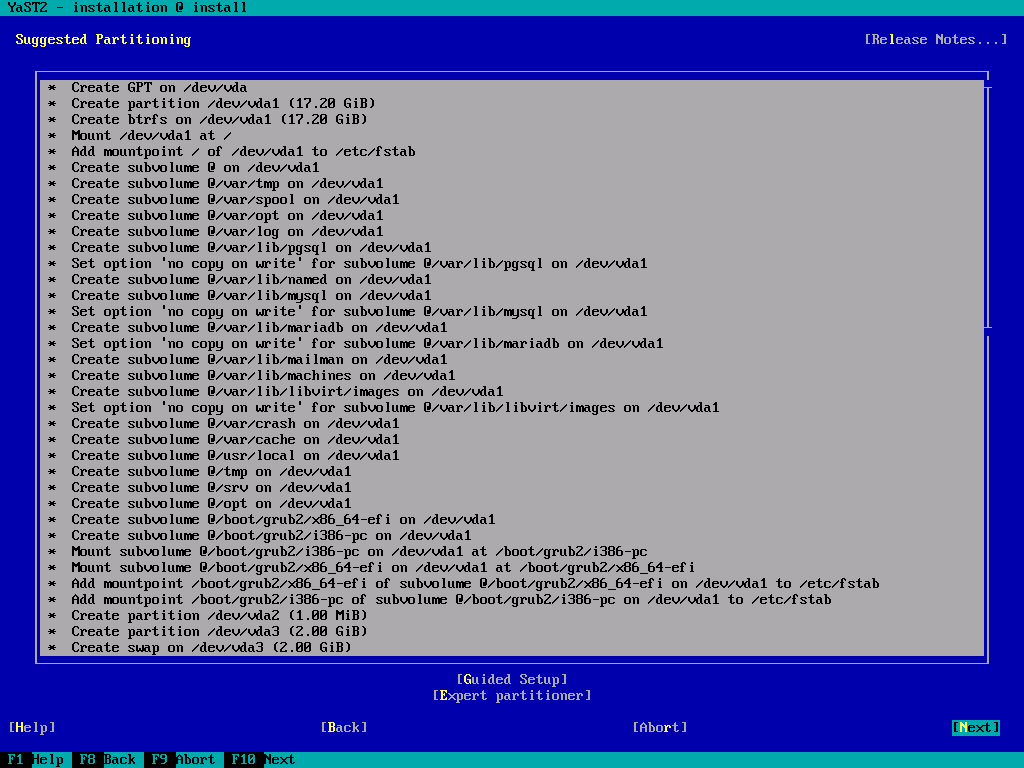 YaST2 - installation @ install
Suggested Partitioning [Release Notes...]
* Create GPT on /dev/vda
* Create partition /dev/vda1 (17.20 GiB)
* Create btrfs on /dev/vda1 (17.20 GiB)
* Mount /dev/vda1 at /
* Add mountpoint / of /dev/vda1 to /etc/fstab
* Create subvolume @ on /dev/vda1
* Create subvolume @/var/tmp on /dev/vda1
* Create subvolume @/var/spool on /dev/vda1
* Create subvolume @/var/opt on /dev/vda1
* Create subvolume @/var/log on /dev/vda1
* Create subvolume @/var/lib/pgsql on /dev/vda1
* Set option 'no copy on write' for subvolume @/var/lib/pgsql on /dev/vda1
* Create subvolume @/var/lib/named on /dev/vda1
* Create subvolume @/var/lib/mysql on /dev/vda1
* Set option 'no copy on write' for subvolume @/var/lib/mysql on /dev/vda1
* Create subvolume @/var/lib/mariadb on /dev/vda1
* Set option 'no copy on write' for subvolume @/var/lib/mariadb on /dev/vda1
* Create subvolume @/var/lib/mailman on /dev/vda1
* Create subvolume @/var/lib/machines on /dev/vda1
* Create subvolume @/var/lib/libvirt/images on /dev/vda1
* Set option 'no copy on write' for subvolume @/var/lib/libvirt/images on /dev/vda1
* Create subvolume @/var/crash on /dev/vda1
* Create subvolume @/var/cache on /dev/vda1
* Create subvolume @/usr/local on /dev/vda1
* Create subvolume @/tmp on /dev/vda1
* Create subvolume @/srv on /dev/vda1
* Create subvolume @/opt on /dev/vda1
* Create subvolume @/boot/grub2/x86_64-efi on /dev/vda1
* Create subvolume @/boot/grub2/i386-pc on /dev/vda1
* Mount subvolume @/boot/grub2/i386-pc on /dev/vda1 at /boot/grub2/i386-pc
* Mount subvolume @/boot/grub2/x86_64-efi on /dev/vda1 at /boot/grub2/x86_64-efi
* Add mountpoint /boot/grub2/x86_64-efi of subvolume @/boot/grub2/x86_64-efi on /dev/vda1 to /etc/fstab
* Add mountpoint /boot/grub2/i386-pc of subvolume @/boot/grub2/i386-pc on /dev/vda1 to /etc/fstab
* Create partition /dev/vda2 (1.00 MiB)
* Create partition /dev/vda3 (2.00 GiB)
* Create swap on /dev/vda3 (2.00 GiB)
[Guided Setup]
[Expert partitioner]
[Help] [Back] [Abort] [Next]
F1 Help F8 Back F9 Abort F10 Next